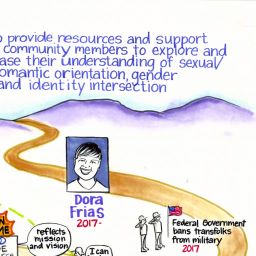 provide resources and support
community members to explore and
ase their understanding of sexual/
omantic orientation, gender
and identity intersection
Dora
Frias
2017-
Federal Government
bans transfolks
from military
2017
reflects
mission
and vision
I can